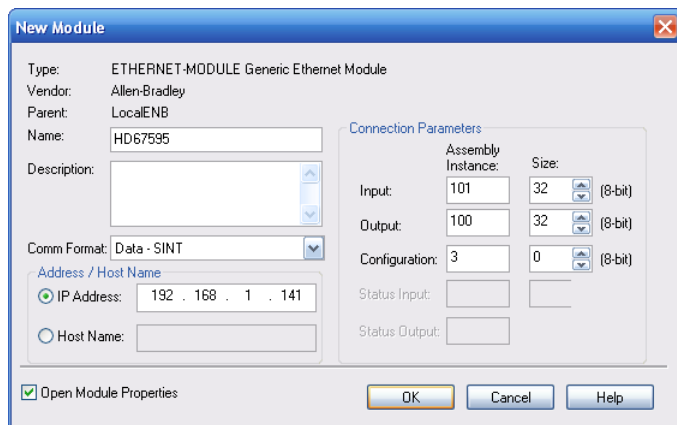 New Module
Type: ETHERNET-MODULE Generic Ethernet Module
Vendor: Allen-Bradley
Parent: LocalENB
Name: HD67595
Description:
Comm Format: Data - SINT
Address / Host Name
IP Address: 192 . 168 . 1 . 141
Host Name:
Connection Parameters
Assembly Instance: Size:
Input: 101 32 (8-bit)
Output: 100 32 (8-bit)
Configuration: 3 0 (8-bit)
Status Input:
Status Output:
Open Module Properties
OK Cancel Help